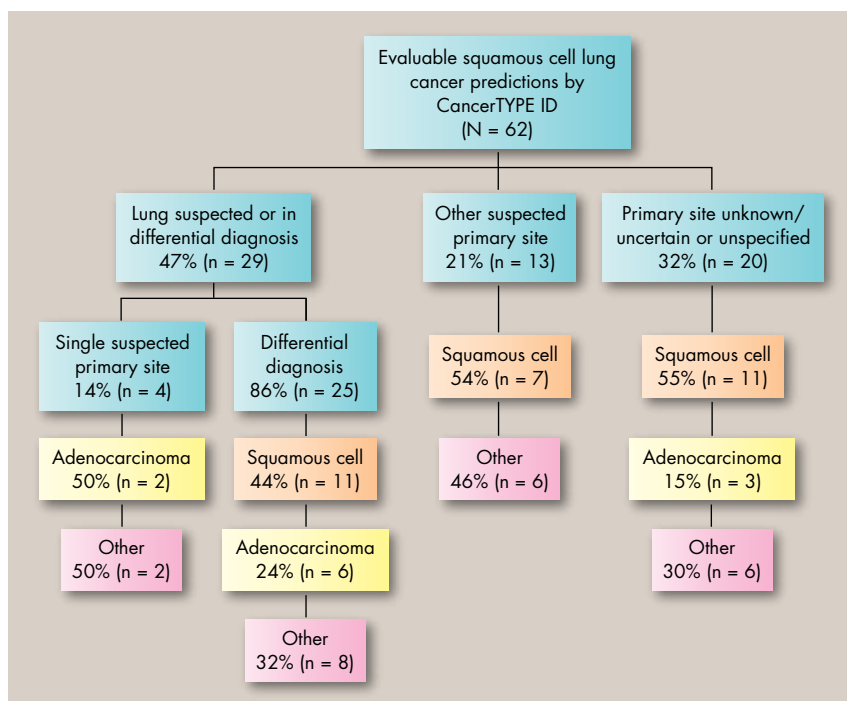 Evaluable squamous cell lung
cancer predictions by
CancerTYPE ID
(N = 62)
Lung suspected or in
differential diagnosis
47% (n = 29)
Other suspected
primary site
21% (n = 13)
Primary site unknown/
uncertain or unspecified
32% (n = 20)
Single suspected
primary site
14% (n = 4)
Differential
diagnosis
86% (n = 25)
Squamous cell
54% (n = 7)
Squamous cell
55% (n = 11)
Adenocarcinoma
50% (n = 2)
Squamous cell
44% (n = 11)
Other
46% (n = 6)
Adenocarcinoma
15% (n = 3)
Other
50% (n = 2)
Adenocarcinoma
24% (n = 6)
Other
30% (n = 6)
Other
32% (n = 8)